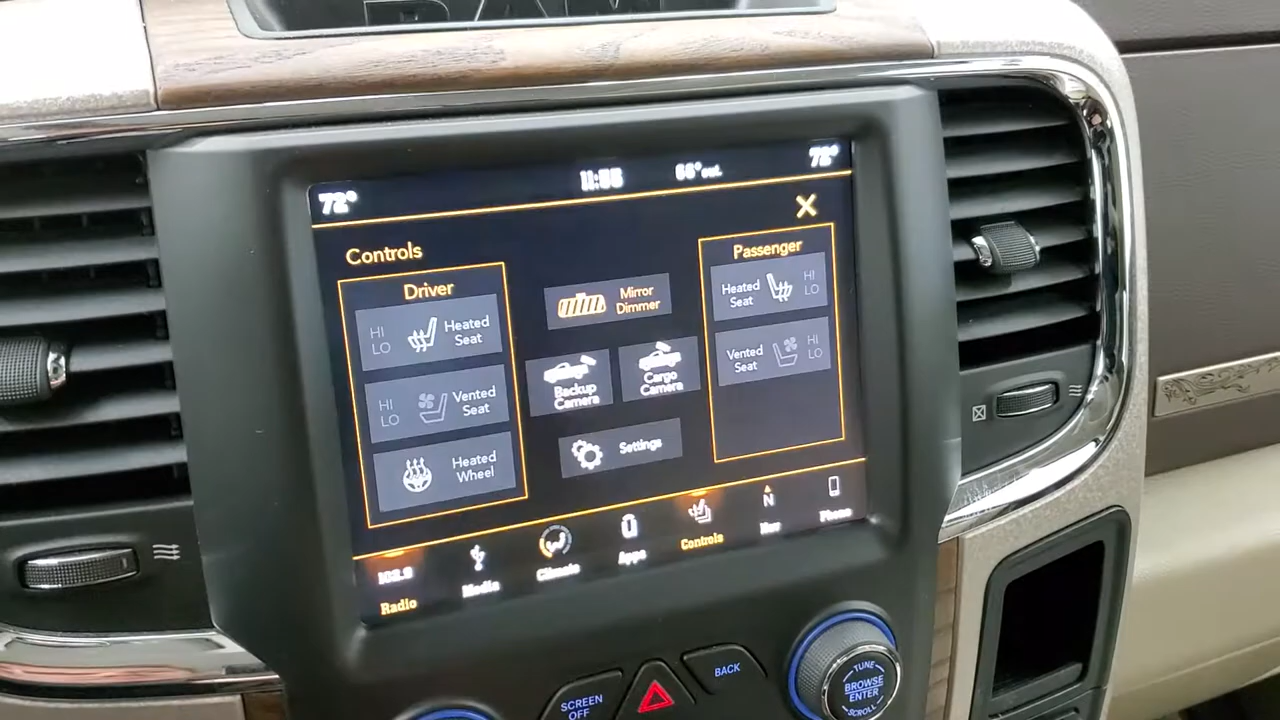 72°
72°
Controls
Driver
HI
LO
Heated
Seat
HI
LO
Vented
Seat
Heated
Wheel
Mirror
Dimmer
Backup
Camera
Cargo
Camera
Settings
Passenger
Heated
Seat
HI
LO
Vented
Seat
HI
LO
Radio
Media
Climate
Apps
Controls
N
Nav
Phone
SCREEN
OFF
BACK
TUNE
BROWSE
ENTER
SCROLL